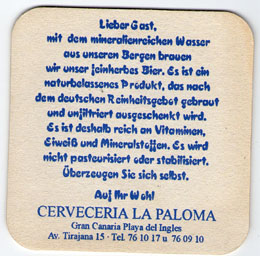 Lieber Gast,
mit dem mineralienreichen Wasser
aus unseren Bergen brauen
wir unser feinherbes Bier. Es ist ein
naturbelassenes Produkt, das nach
dem deutschen Reinheitsgebot gebraut
und unfiltriert ausgeschenkt wird.
Es ist deshalb reich an Vitaminen,
Eiweiß und Mineralstoffen. Es wird
nicht pasteurisiert oder stabilisiert.
Überzeugen Sie sich selbst.
Auf Ihr Wohl
CERVECERIA LA PALOMA
Gran Canaria Playa del Ingles
Av. Tirajana 15 · Tel. 76 10 17 u 76 09 10